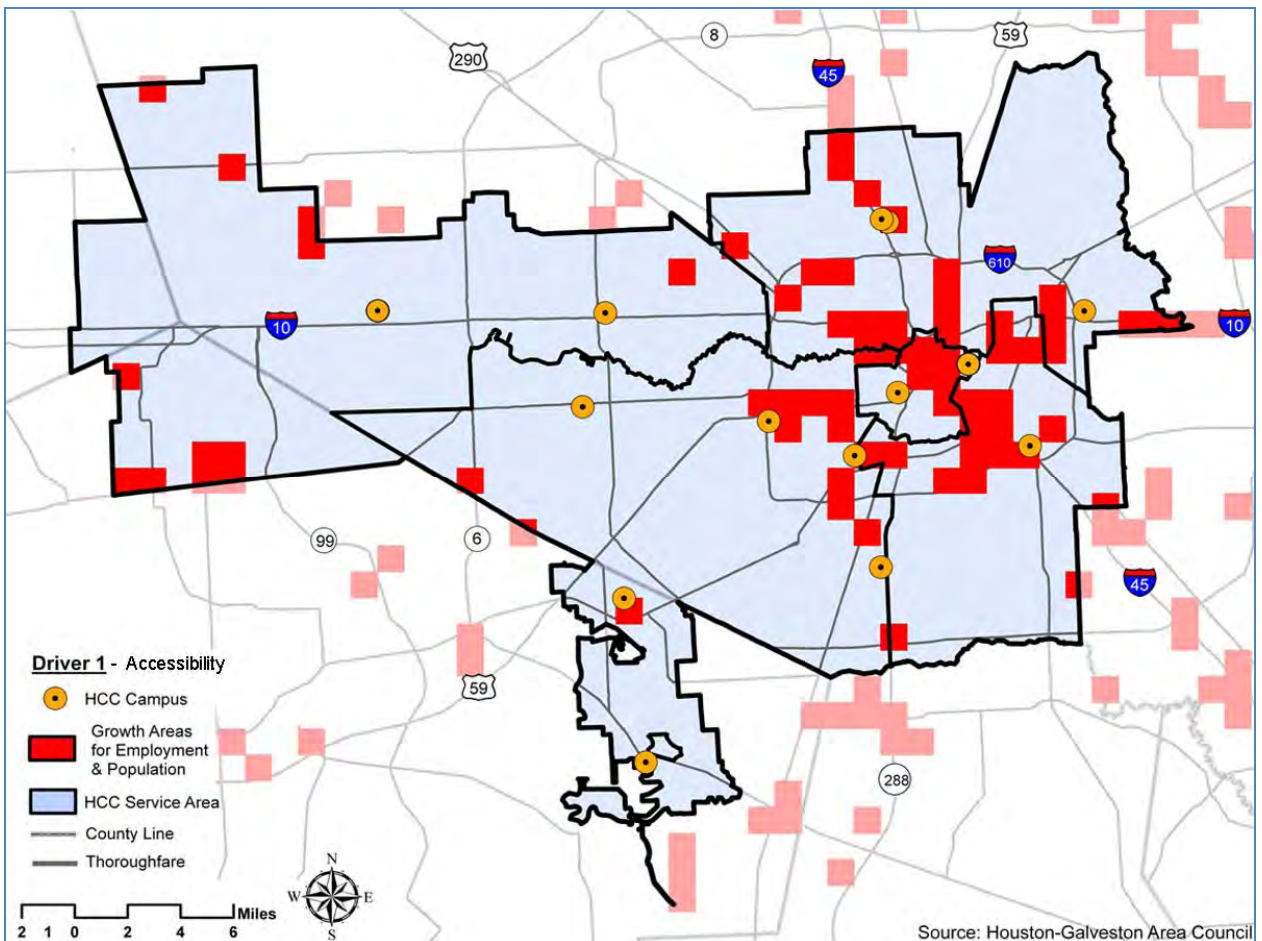 8
59
290
45
610
10
10
99
6
45
Driver 1 - Accessibility
HCC Campus
59
Growth Areas
for Employment
& Population
288
HCC Service Area
County Line
Thoroughfare
N
W E
S
Miles
2 1 0 2 4 6
Source: Houston-Galveston Area Council